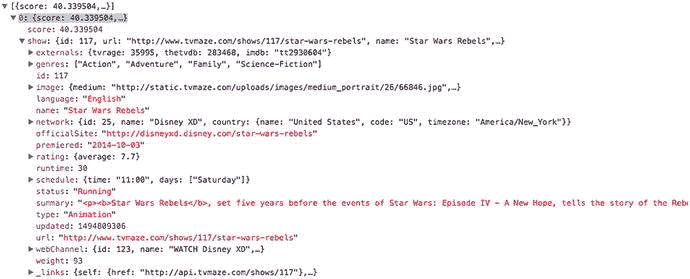 ▼ [{score: 40.339504,…}]
▼ 0: {score: 40.339504,…}
score: 40.339504
▼ show: {id: 117, url: "http://www.tvmaze.com/shows/117/star-wars-rebels", name: "Star Wars Rebels",…}
▶ externals: {tvrage: 35995, thetvdb: 283468, imdb: "tt2930604"}
▶ genres: ["Action", "Adventure", "Family", "Science-Fiction"]
id: 117
▶ image: {medium: "http://static.tvmaze.com/uploads/images/medium_portrait/26/66846.jpg",…}
language: "English"
name: "Star Wars Rebels"
▶ network: {id: 25, name: "Disney XD", country: {name: "United States", code: "US", timezone: "America/New_York"}}
officialSite: "http://disneyxd.disney.com/star-wars-rebels"
premiered: "2014-10-03"
▶ rating: {average: 7.7}
runtime: 30
▶ schedule: {time: "11:00", days: ["Saturday"]}
status: "Running"
summary: "<p><b>Star Wars Rebels</b>, set five years before the events of Star Wars: Episode IV – A New Hope, tells the story of the Rebe
type: "Animation"
updated: 1494809306
url: "http://www.tvmaze.com/shows/117/star-wars-rebels"
▶ webChannel: {id: 123, name: "WATCH Disney XD",…}
weight: 93
▶ _links: {self: {href: "http://api.tvmaze.com/shows/117"},…}